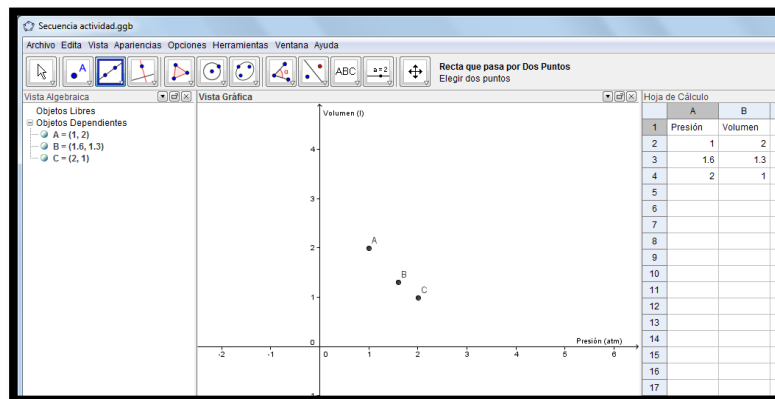 Secuencia actividad.ggb
Archivo Edita Vista Apariencias Opciones Herramientas Ventana Ayuda
A
α
ABC
a=2
Recta que pasa por Dos Puntos
Elegir dos puntos
Vista Algebraica
Objetos Libres
Objetos Dependientes
A = (1, 2)
B = (1.6, 1.3)
C = (2, 1)
Vista Gráfica
Volumen (l)
4
3
2
1
0
A
B
C
Presión (atm)
-2 -1 0 1 2 3 4 5 6
Hoja de Cálculo
A B
1 Presión Volumen
2 1 2
3 1.6 1.3
4 2 1
5
6
7
8
9
10
11
12
13
14
15
16
17